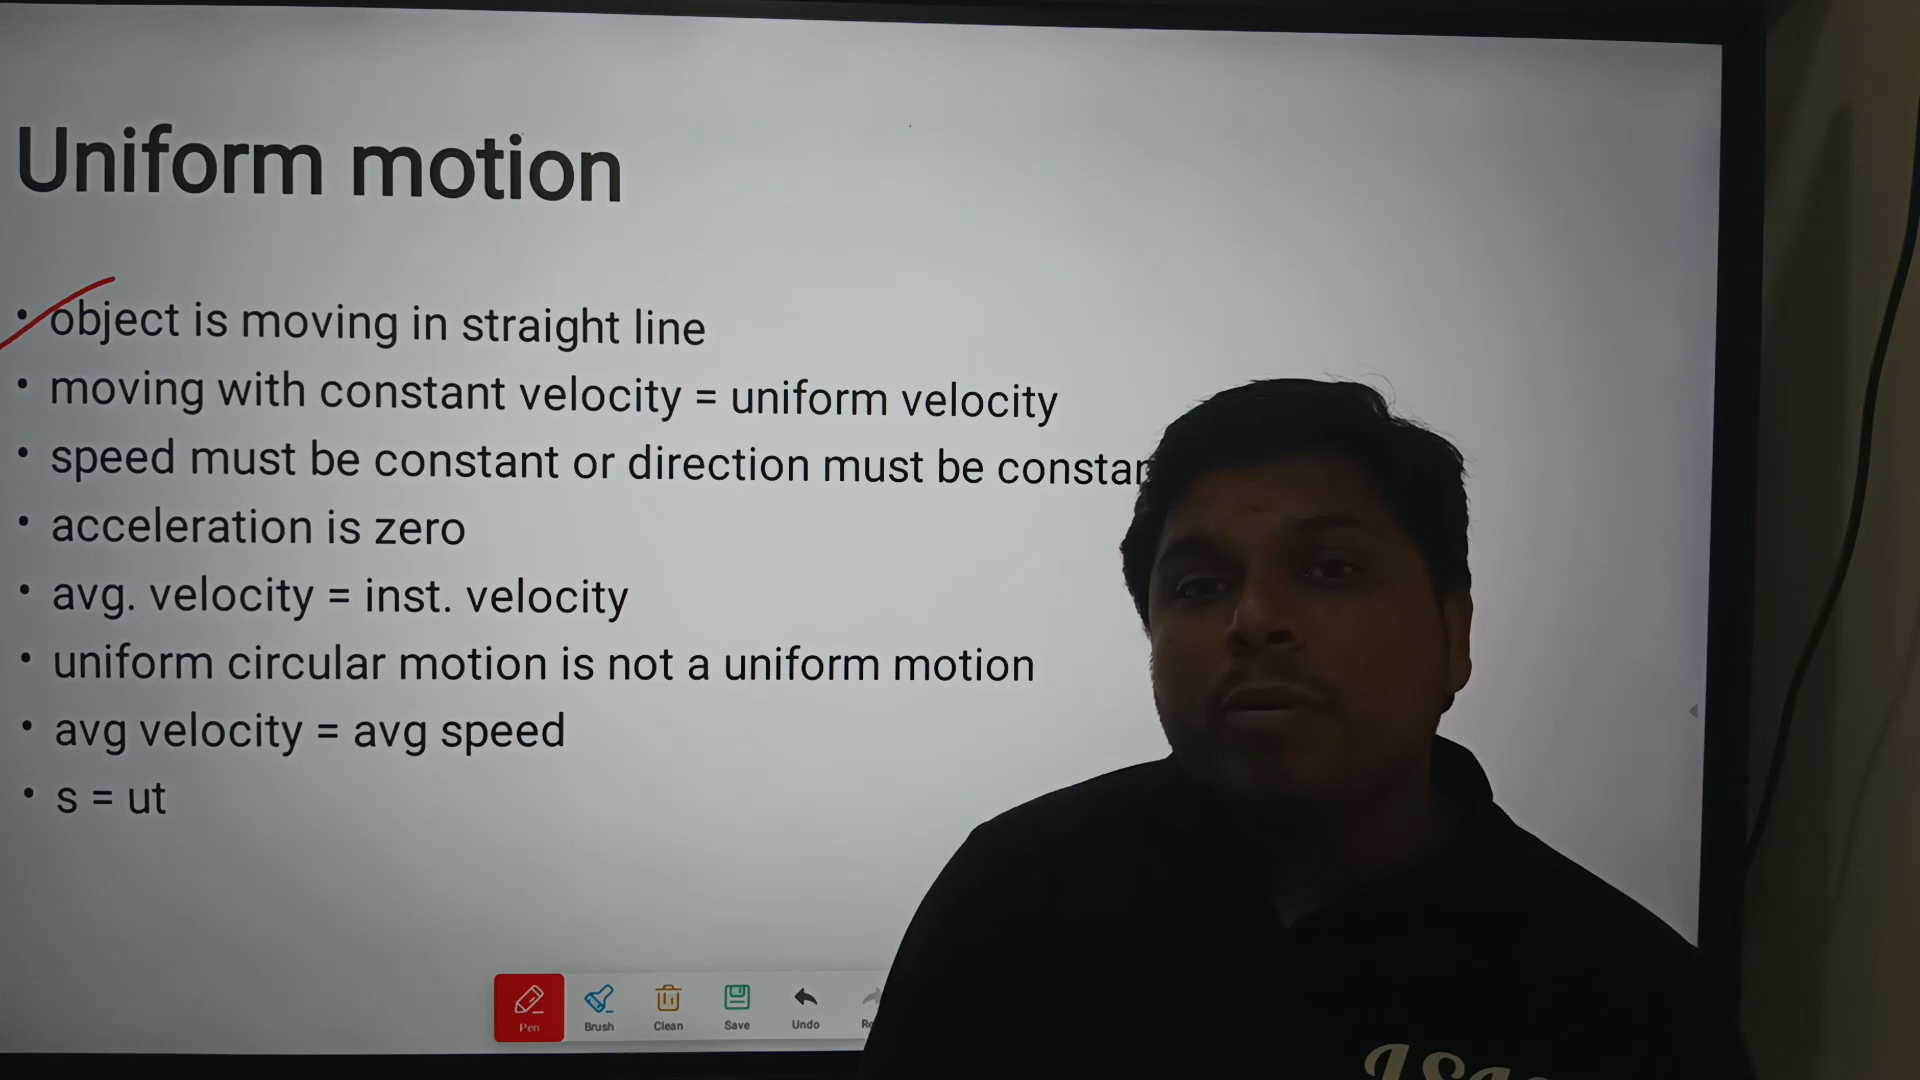 Uniform motion
• object is moving in straight line
• moving with constant velocity = uniform velocity
• speed must be constant or direction must be
• acceleration is zero
• avg. velocity = inst. velocity
• uniform circular motion is not a uniform motion
• avg velocity = avg speed
• s = ut
Pen Brush Clean Save Undo